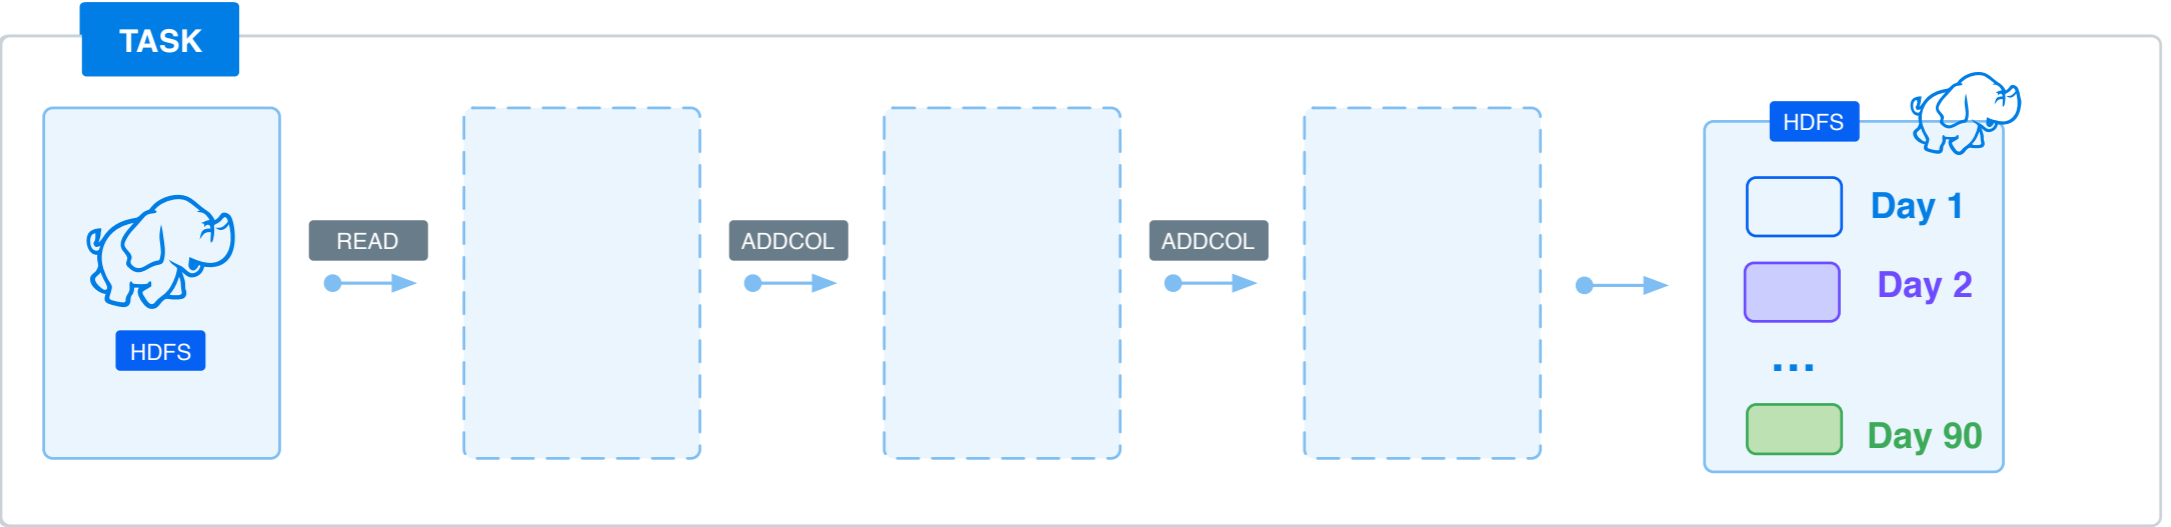 TASK
HDFS
READ
ADDCOL
ADDCOL
HDFS
Day 1
Day 2
...
Day 90